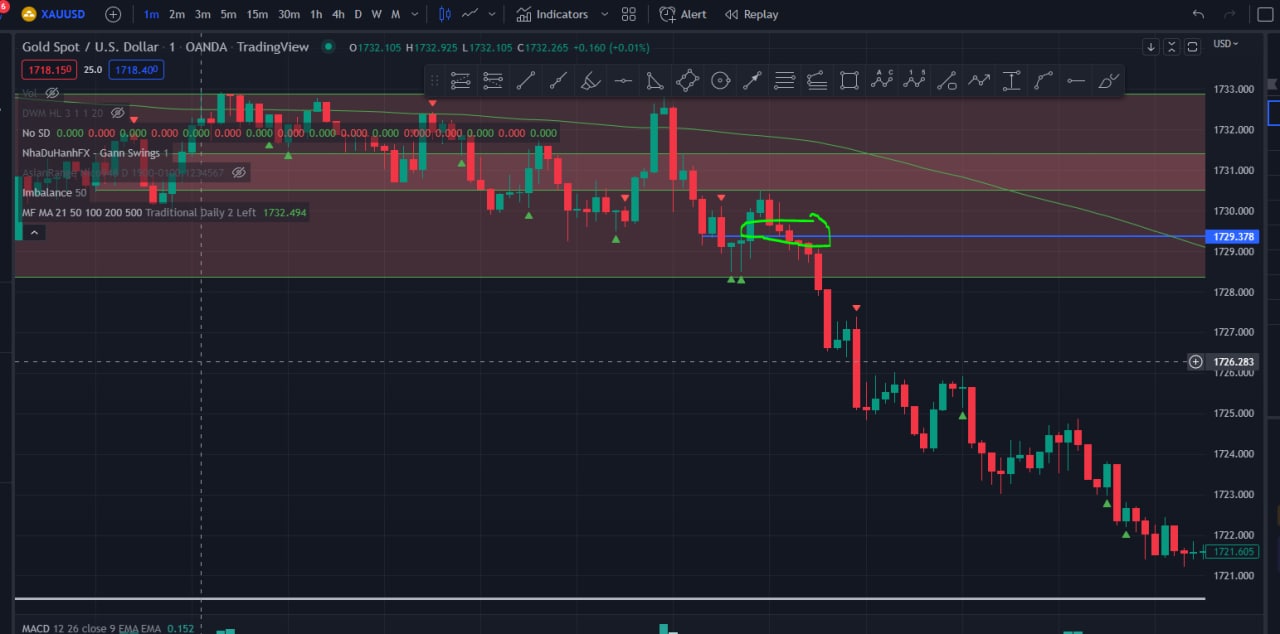 6
XAUUSD 1m 2m 3m 5m 15m 30m 1h 4h D W M Indicators Alert Replay
Gold Spot / U.S. Dollar · 1 · OANDA · TradingView O1732.105 H1732.925 L1732.105 C1732.265 +0.160 (+0.01%)
USD
1718.150 25.0 1718.400
Vol
DWM HL 3 1 1 20
No SD 0.000 0.000 0.000 0.000 0.000 0.000 0.000 0.000 0.000 0.000 0.000 0.000 0.000 0.000 0.000 0.000
NhaDuHanhFX - Gann Swings 1
Imbalance 50
MF MA 21 50 100 200 500 Traditional Daily 2 Left 1732.494
1733.000
1732.000
1731.000
1730.000
1729.378
1729.000
1728.000
1727.000
1726.283
1726.000
1725.000
1724.000
1723.000
1722.000
1721.605
1721.000
MACD 12 26 close 9 EMA EMA 0.152